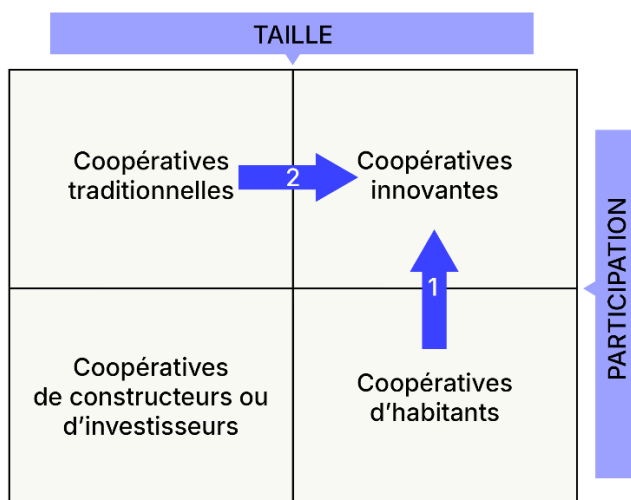 TAILLE
Coopératives
traditionnelles
2
Coopératives
innovantes
1
PARTICIPATION
Coopératives
de constructeurs ou
d’investisseurs
Coopératives
d’habitants